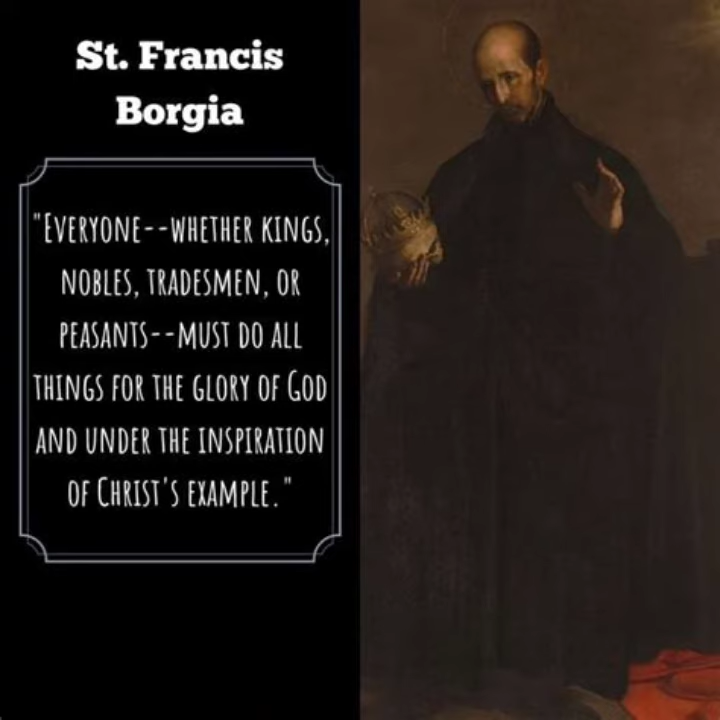 St. Francis
Borgia
"Everyone--whether kings,
nobles, tradesmen, or
peasants--must do all
things for the glory of God
and under the inspiration
of Christ's example."